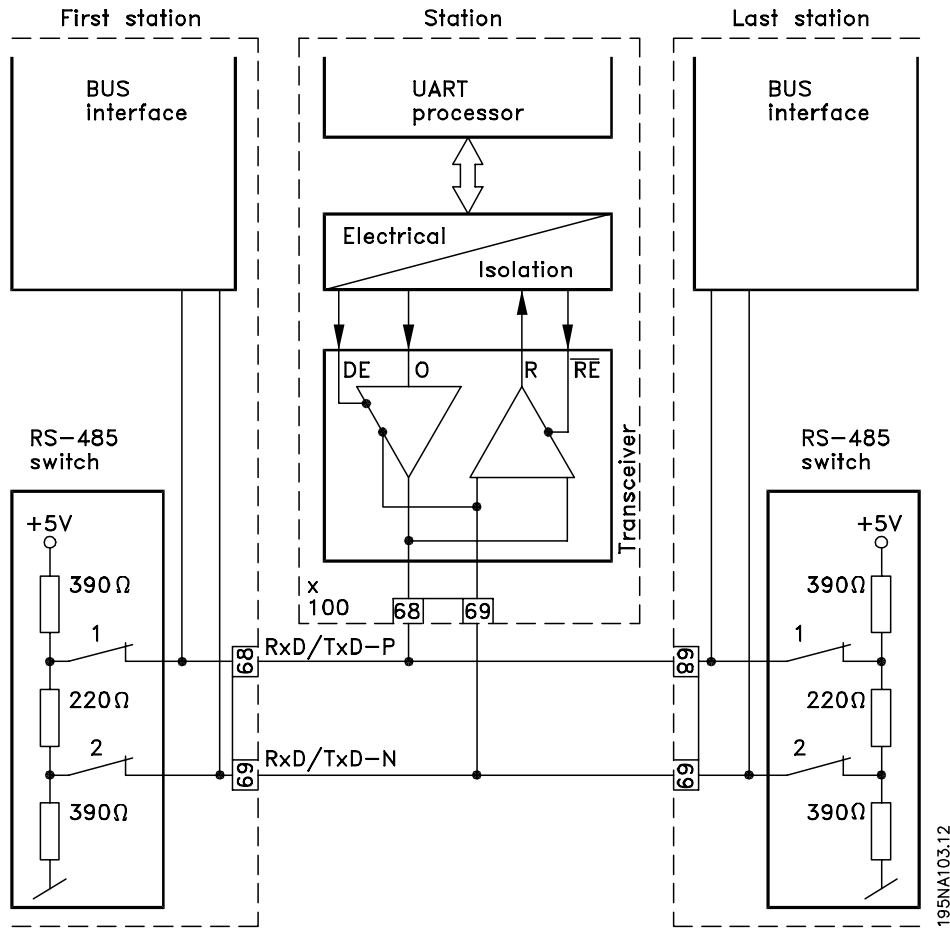 First station
Station
Last station
BUS
interface
UART
processor
BUS
interface
Electrical
Isolation
DE
O
R
RE
Transceiver
RS-485
switch
RS-485
switch
+5V
390Ω
1
220Ω
2
390Ω
x
100
68
69
68
RxD/TxD-P
69
RxD/TxD-N
68
69
+5V
390Ω
1
220Ω
2
390Ω
195NA103.12